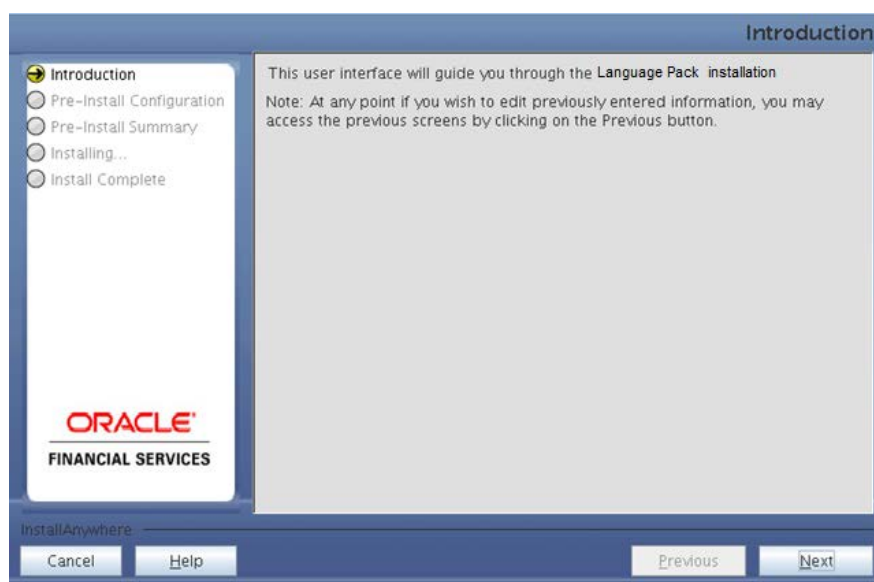 Introduction
Introduction
Pre-Install Configuration
Pre-Install Summary
Installing...
Install Complete
This user interface will guide you through the Language Pack installation
Note: At any point if you wish to edit previously entered information, you may
access the previous screens by clicking on the Previous button.
ORACLE
FINANCIAL SERVICES
InstallAnywhere
Cancel
Help
Previous
Next